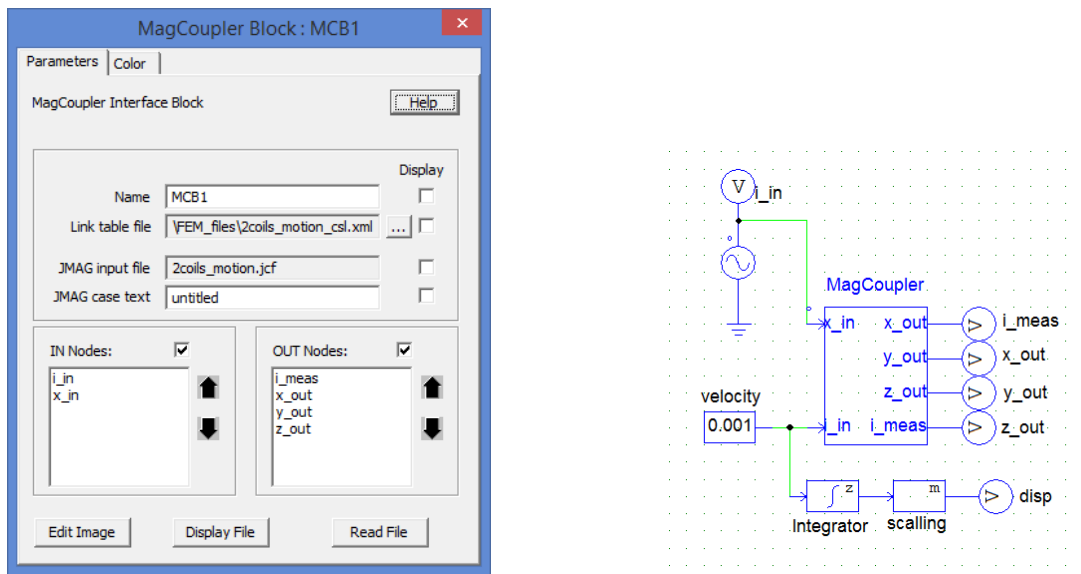 MagCoupler Block : MCB1
Parameters Color
MagCoupler Interface Block
Help
Display
Name MCB1
Link table file \FEM_files\2coils_motion_csl.xml ...
JMAG input file 2coils_motion.jcf
JMAG case text untitled
IN Nodes:
i_in
x_in
OUT Nodes:
i_meas
x_out
y_out
z_out
Edit Image Display File Read File
V i_in
MagCoupler
x_in x_out i_meas
y_out x_out
z_out y_out
velocity
0.001 i_in i_meas z_out
z m disp
Integrator scalling